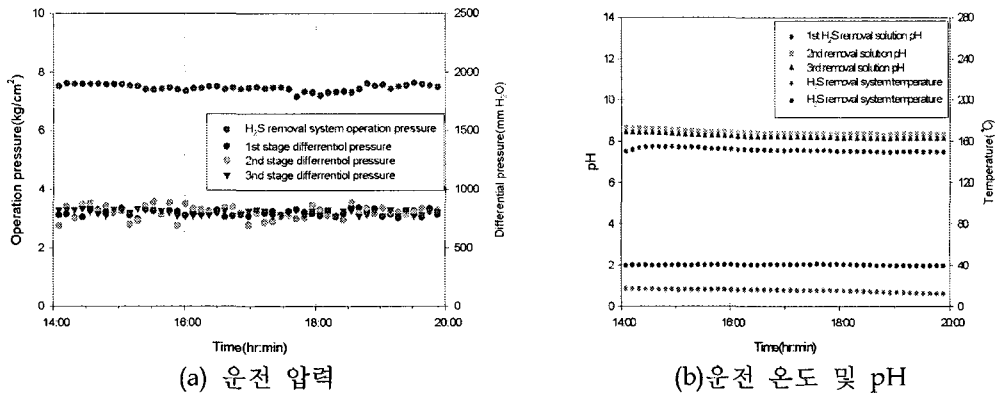 10
8
6
4
2
0
Operation pressure(kg/cm²)
2500
2000
1500
1000
500
0
Differential pressure(mm H₂O)
H₂S removal system operation pressure
1st stage differrentiol pressure
2nd stage differrentiol pressure
3nd stage differrentiol pressure
14:00
16:00
18:00
20:00
Time(hr:min)
(a) 운전 압력
14
12
10
8
6
4
2
0
pH
280
240
200
160
120
80
40
0
Temperature(℃)
1st H₂S removal solution pH
2nd removal solution pH
3rd removal solution pH
H₂S removal system temperature
H₂S removal system temperature
14:00
16:00
18:00
20:00
Time(hr:min)
(b)운전 온도 및 pH